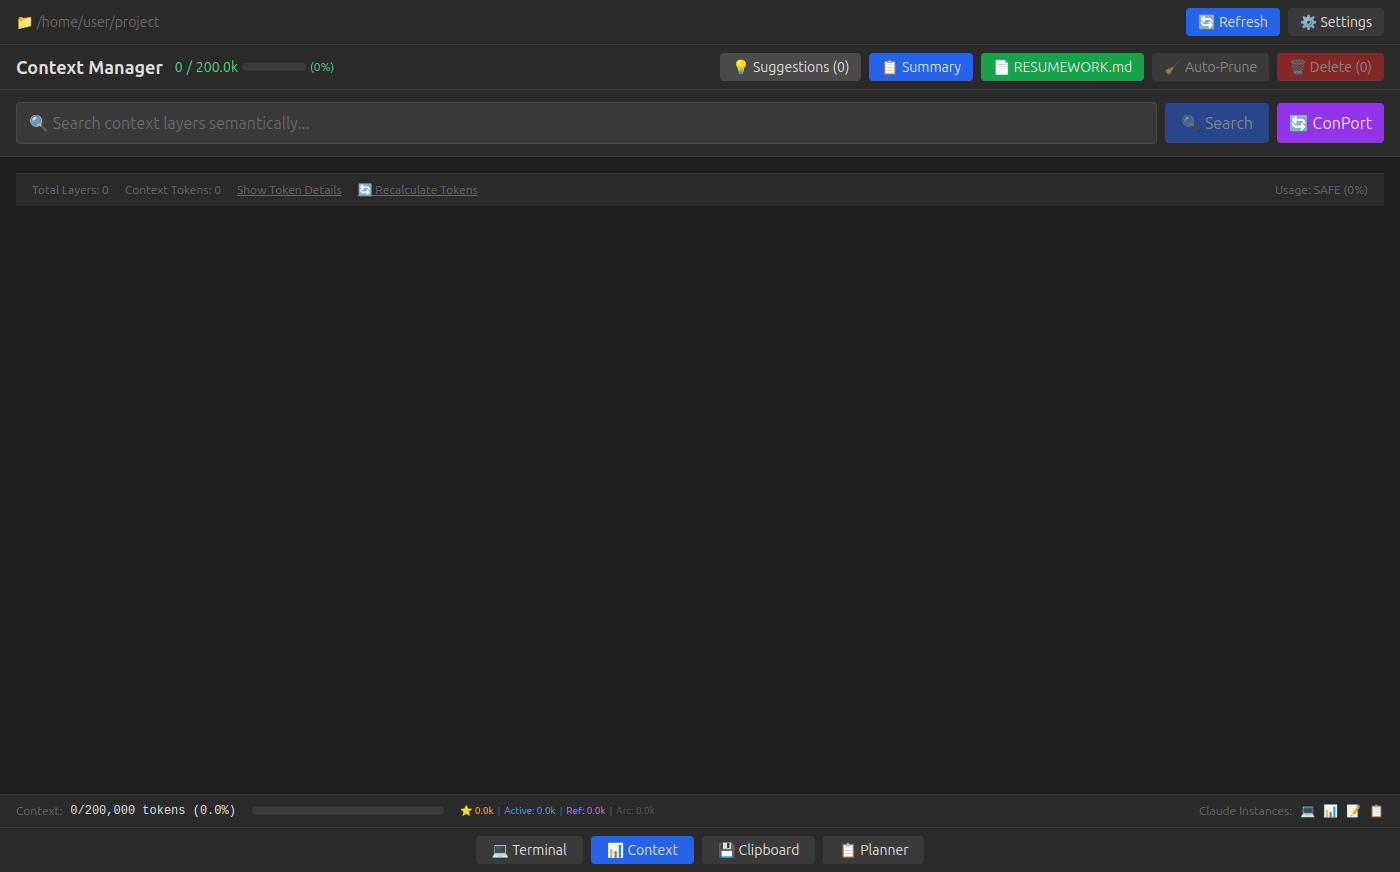 📁 /home/user/project
🔄 Refresh
⚙️ Settings
Context Manager 0 / 200.0k (0%)
💡 Suggestions (0)
📋 Summary
📄 RESUMEWORK.md
🧹 Auto-Prune
🗑️ Delete (0)
🔍 Search context layers semantically...
🔍 Search
🔄 ConPort
Total Layers: 0
Context Tokens: 0
Show Token Details
🔄 Recalculate Tokens
Usage: SAFE (0%)
Context: 0/200,000 tokens (0.0%)
⭐ 0.0k | Active: 0.0k | Ref: 0.0k | Arc: 0.0k
Claude Instances: 💻 📊 📝 📋
💻 Terminal
📊 Context
💾 Clipboard
📋 Planner